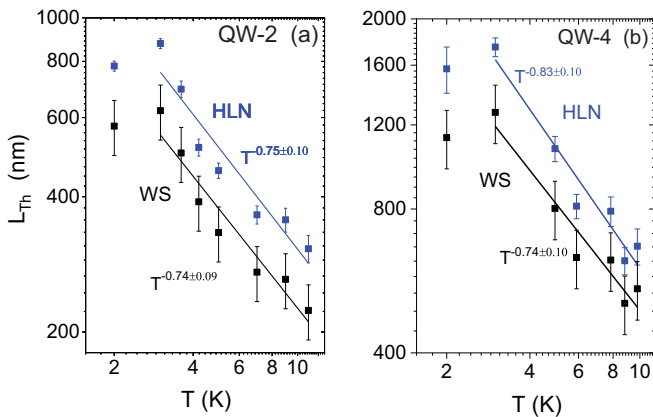 QW-2 (a)
1000
800
600
400
200
L_Th (nm)
HLN
T^-0.75±0.10
WS
T^-0.74±0.09
2
4
6
8
10
T (K)
QW-4 (b)
2000
1600
1200
800
400
T^-0.83±0.10
HLN
WS
T^-0.74±0.10
2
4
6
8
10
T (K)